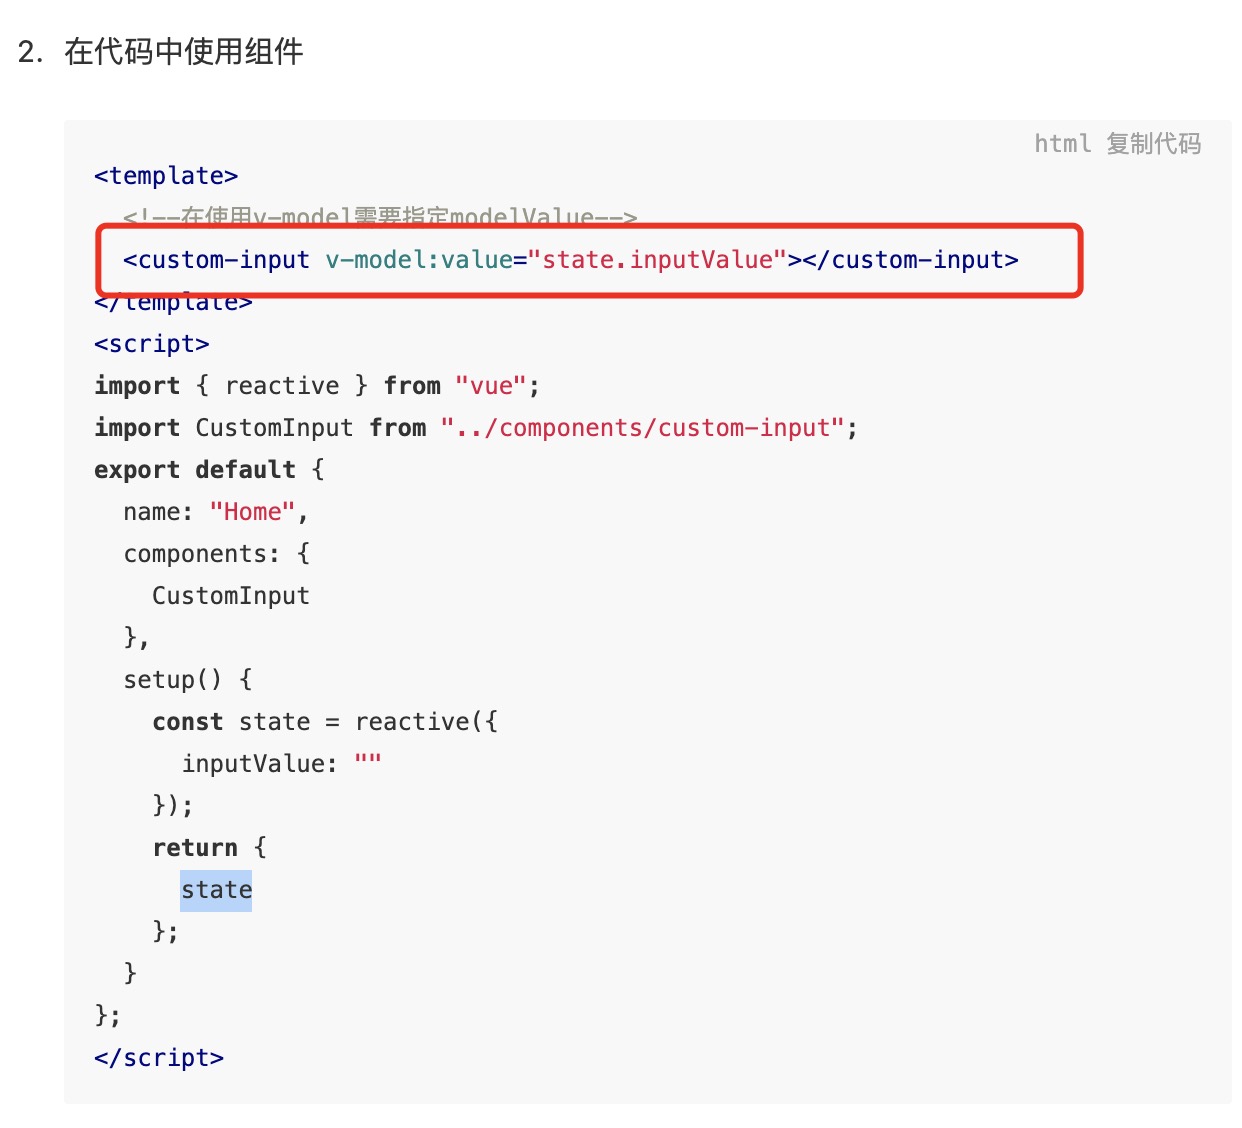 2. 在代码中使用组件
html 复制代码
<template>
<!--在使用v-model需要指定modelValue-->
<custom-input v-model:value="state.inputValue"></custom-input>
</template>
<script>
import { reactive } from "vue";
import CustomInput from "../components/custom-input";
export default {
name: "Home",
components: {
CustomInput
},
setup() {
const state = reactive({
inputValue: ""
});
return {
state
};
}
};
</script>